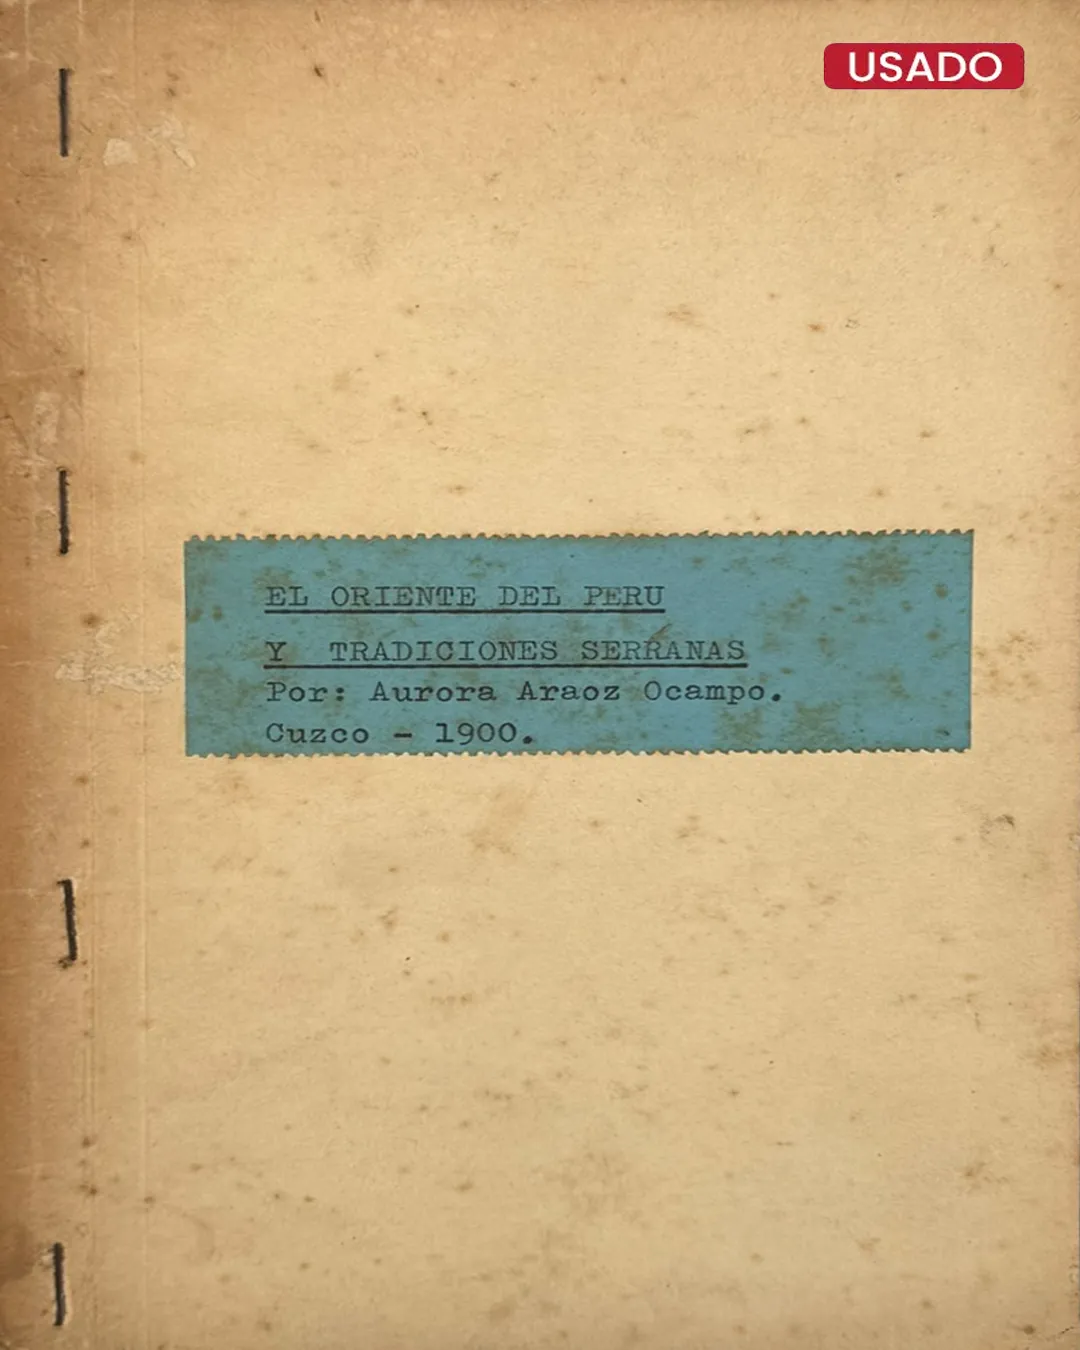 USADO
EL ORIENTE DEL PERU
Y TRADICIONES SERRANAS
Por: Aurora Araoz Ocampo.
Cuzco - 1900.